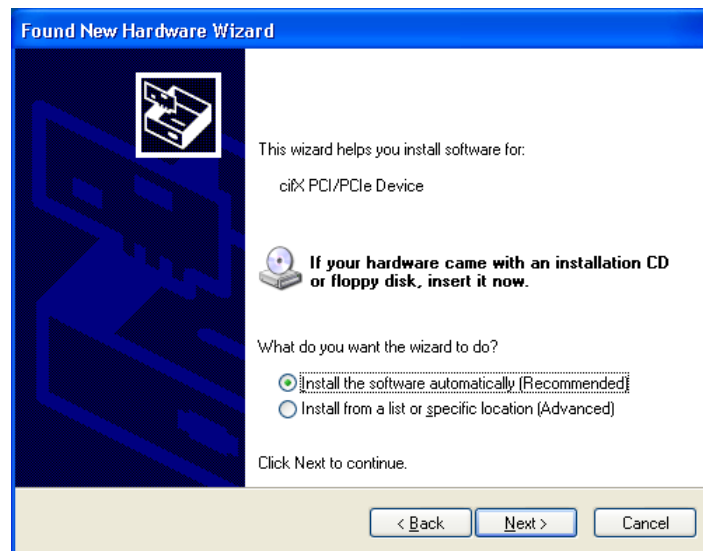 Found New Hardware Wizard
This wizard helps you install software for:
cifX PCI/PCIe Device
If your hardware came with an installation CD
or floppy disk, insert it now.
What do you want the wizard to do?
Install the software automatically (Recommended)
Install from a list or specific location (Advanced)
Click Next to continue.
< Back
Next >
Cancel